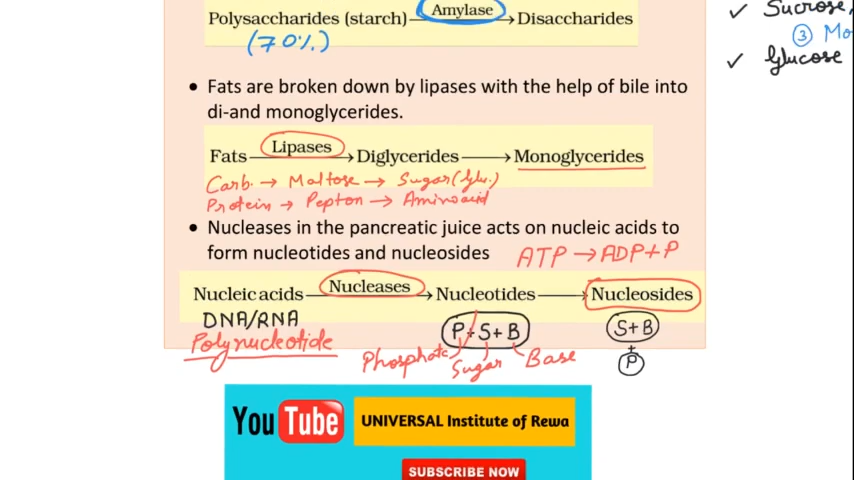 Polysaccharides (starch) Amylase → Disaccharides
(70%)
✓ Sucrose,
③ Mo
✓ Glucose
• Fats are broken down by lipases with the help of bile into
di-and monoglycerides.
Fats Lipases → Diglycerides → Monoglycerides
Carb. → Maltose → Sugar (Glu.)
Protein → Pepton → Aminoacid
• Nucleases in the pancreatic juice acts on nucleic acids to
form nucleotides and nucleosides
ATP → ADP+P
Nucleic acids Nucleases → Nucleotides → Nucleosides
DNA/RNA
P+S+B
S+B
Polynucleotide
+
P
Phosphate
Sugar
Base
YouTube
UNIVERSAL Institute of Rewa
SUBSCRIBE NOW